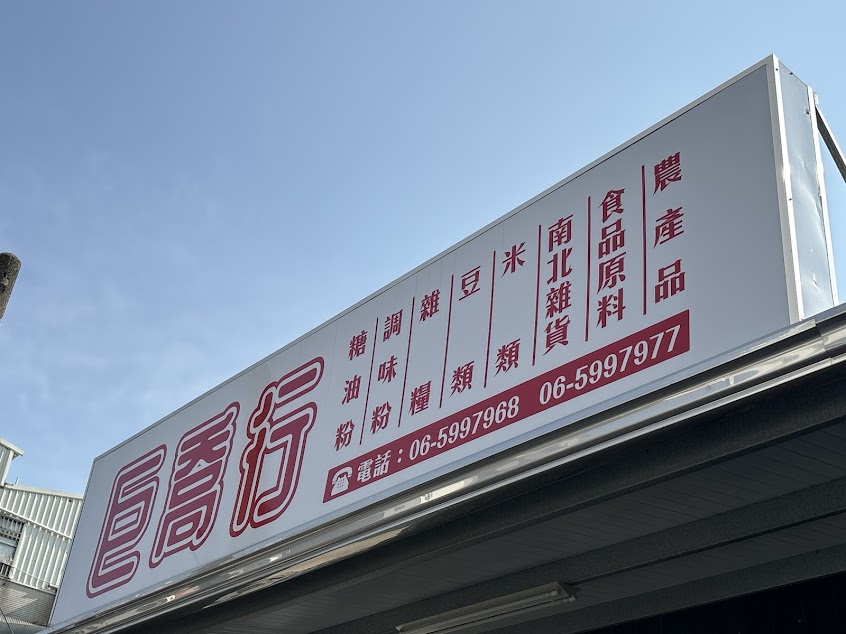 巨喬行
農產品
食品原料
南北雜貨
米類
豆類
雜糧
調味粉
糖油粉
電話：06-5997968 06-5997977